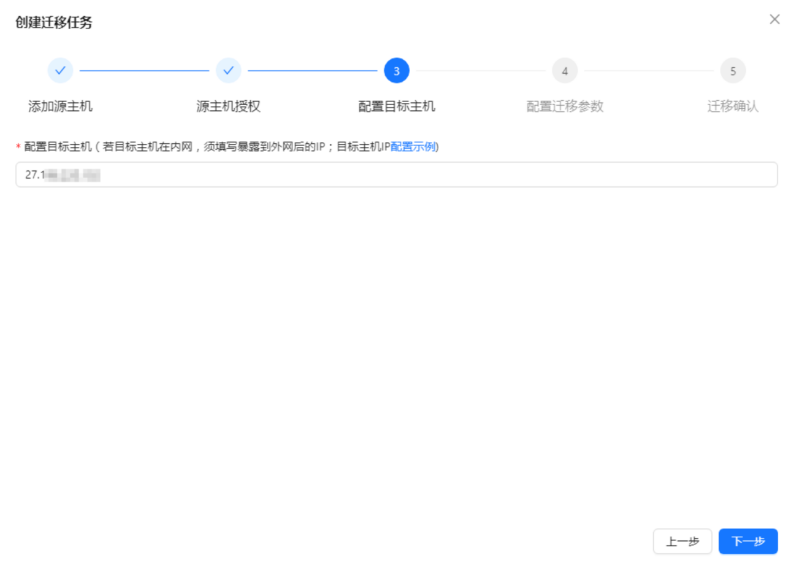 创建迁移任务
3
4
5
添加源主机
源主机授权
配置目标主机
配置迁移参数
迁移确认
* 配置目标主机（若目标主机在内网，须填写暴露到外网后的IP；目标主机IP配置示例)
27.1
上一步
下一步